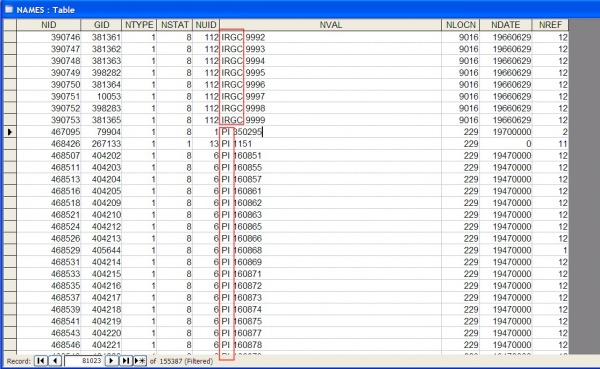 NAMES : Table
NID GID NTYPE NSTAT NUID NVAL NLOCN NDATE NREF
390746 381361 1 8 112 IRGC 9992 9016 19660629 12
390747 381362 1 8 112 IRGC 9993 9016 19660629 12
390748 381363 1 8 112 IRGC 9994 9016 19660629 12
390749 398282 1 8 112 IRGC 9995 9016 19660629 12
390750 381364 1 8 112 IRGC 9996 9016 19660629 12
390751 10053 1 8 112 IRGC 9997 9016 19660629 12
390752 398283 1 8 112 IRGC 9998 9016 19660629 12
390753 381365 1 8 112 IRGC 9999 9016 19660629 12
467095 79904 1 8 1 PI 350295 229 19700000 2
468426 267133 1 1 13 PI 1151 229 0 11
468507 404202 1 8 6 PI 160851 229 19470000 12
468511 404203 1 8 6 PI 160855 229 19470000 12
468513 404204 1 8 6 PI 160857 229 19470000 12
468516 404205 1 8 6 PI 160861 229 19470000 12
468518 404209 1 8 6 PI 160862 229 19470000 12
468521 404210 1 8 6 PI 160863 229 19470000 12
468524 404212 1 8 6 PI 160865 229 19470000 12
468526 404213 1 8 6 PI 160866 229 19470000 12
468529 405644 1 8 6 PI 160868 229 19470000 1
468531 404214 1 8 6 PI 160869 229 19470000 12
468533 404215 1 8 6 PI 160871 229 19470000 12
468535 404216 1 8 6 PI 160872 229 19470000 12
468537 404217 1 8 6 PI 160873 229 19470000 12
468539 404218 1 8 6 PI 160874 229 19470000 12
468541 404219 1 8 6 PI 160875 229 19470000 12
468543 404220 1 8 6 PI 160877 229 19470000 12
468546 404221 1 8 6 PI 160878 229 19470000 12
Record: 81023 of 155387 (Filtered)